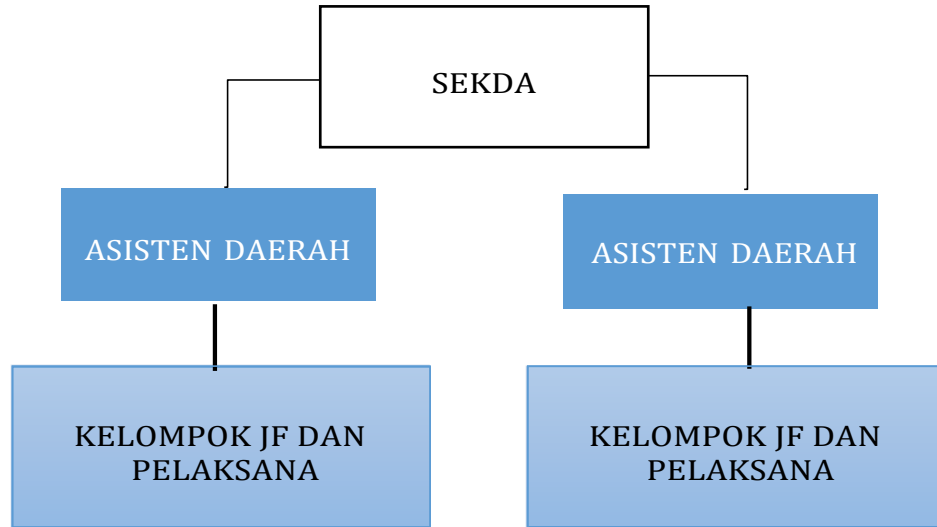 SEKDA
ASISTEN DAERAH
ASISTEN DAERAH
KELOMPOK JF DAN
PELAKSANA
KELOMPOK JF DAN
PELAKSANA